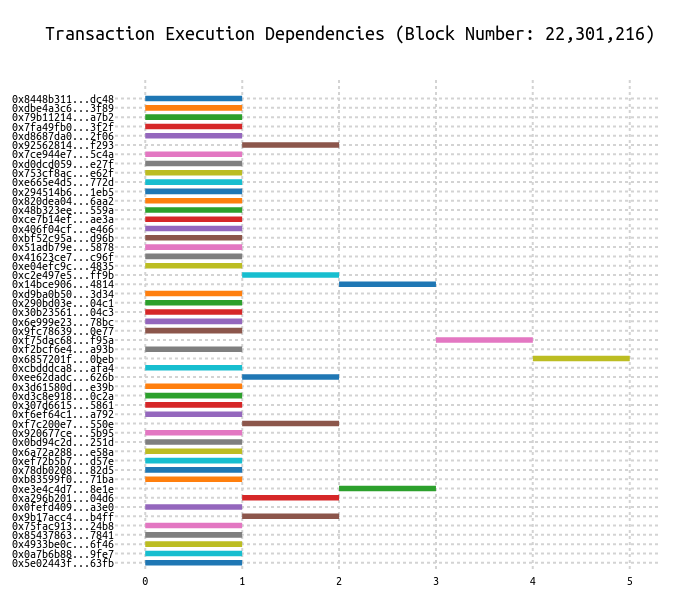 Transaction Execution Dependencies (Block Number: 22,301,216)
0x8448b311...dc48
0xdbe4a3c6...3f89
0x79b11214...a7b2
0x7fa49fb0...3f2f
0xd8687da0...2f06
0x92562814...f293
0x7ce944e7...5c4a
0xd0dcd059...e27f
0x753cf8ac...e62f
0xe665e4d5...772d
0x294514b6...1eb5
0x820dea04...6aa2
0x48b323ee...559a
0xce7b14ef...ae3a
0x406f04cf...e466
0xbf52c95a...d96b
0x51adb79e...5878
0x41623ce7...c96f
0xe04efc9c...4835
0xc2e497e5...ff9b
0x14bce906...4814
0xd9ba0b50...3d34
0x290bd03e...04c1
0x30b23561...04c3
0x6e999e23...78bc
0x9fc78639...0e77
0xf75dac68...f95a
0xf2bcf6e4...a93b
0x6857201f...0beb
0xcbdddca8...afa4
0xee62dadc...626b
0x3d61580d...e39b
0xd3c8e918...0c2a
0x307d6615...5861
0xf6ef64c1...a792
0xf7c200e7...550e
0x920677ce...5b95
0x0bd94c2d...251d
0x6a72a288...e58a
0xef72b5b7...d57e
0x78db0208...82d5
0xb83599f0...71ba
0xe3e4c4d7...8e1e
0xa296b201...04d6
0x0fefd409...a3e0
0x9b17acc4...b4ff
0x75fac913...24b8
0x85437863...7841
0x4933be0c...6f46
0x0a7b6b88...9fe7
0x5e02443f...63fb
0 1 2 3 4 5